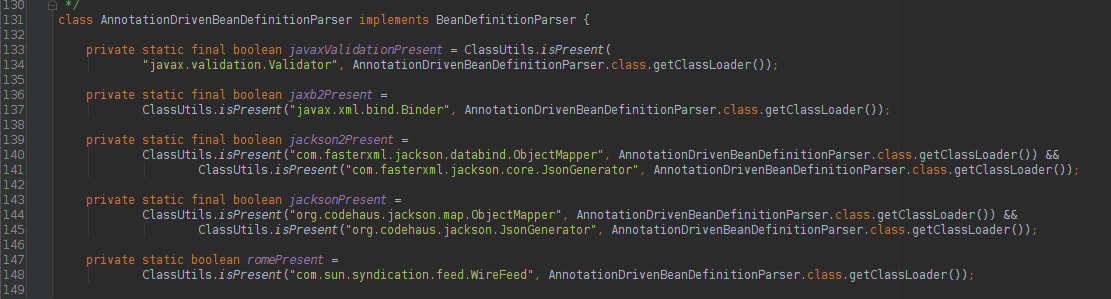 130 */
131 class AnnotationDrivenBeanDefinitionParser implements BeanDefinitionParser {
132
133 private static final boolean javaxValidationPresent = ClassUtils.isPresent(
134 "javax.validation.Validator", AnnotationDrivenBeanDefinitionParser.class.getClassLoader());
135
136 private static final boolean jaxb2Present =
137 ClassUtils.isPresent("javax.xml.bind.Binder", AnnotationDrivenBeanDefinitionParser.class.getClassLoader());
138
139 private static final boolean jackson2Present =
140 ClassUtils.isPresent("com.fasterxml.jackson.databind.ObjectMapper", AnnotationDrivenBeanDefinitionParser.class.getClassLoader()) &&
141 ClassUtils.isPresent("com.fasterxml.jackson.core.JsonGenerator", AnnotationDrivenBeanDefinitionParser.class.getClassLoader());
142
143 private static final boolean jacksonPresent =
144 ClassUtils.isPresent("org.codehaus.jackson.map.ObjectMapper", AnnotationDrivenBeanDefinitionParser.class.getClassLoader()) &&
145 ClassUtils.isPresent("org.codehaus.jackson.JsonGenerator", AnnotationDrivenBeanDefinitionParser.class.getClassLoader());
146
147 private static boolean romePresent =
148 ClassUtils.isPresent("com.sun.syndication.feed.WireFeed", AnnotationDrivenBeanDefinitionParser.class.getClassLoader());
149